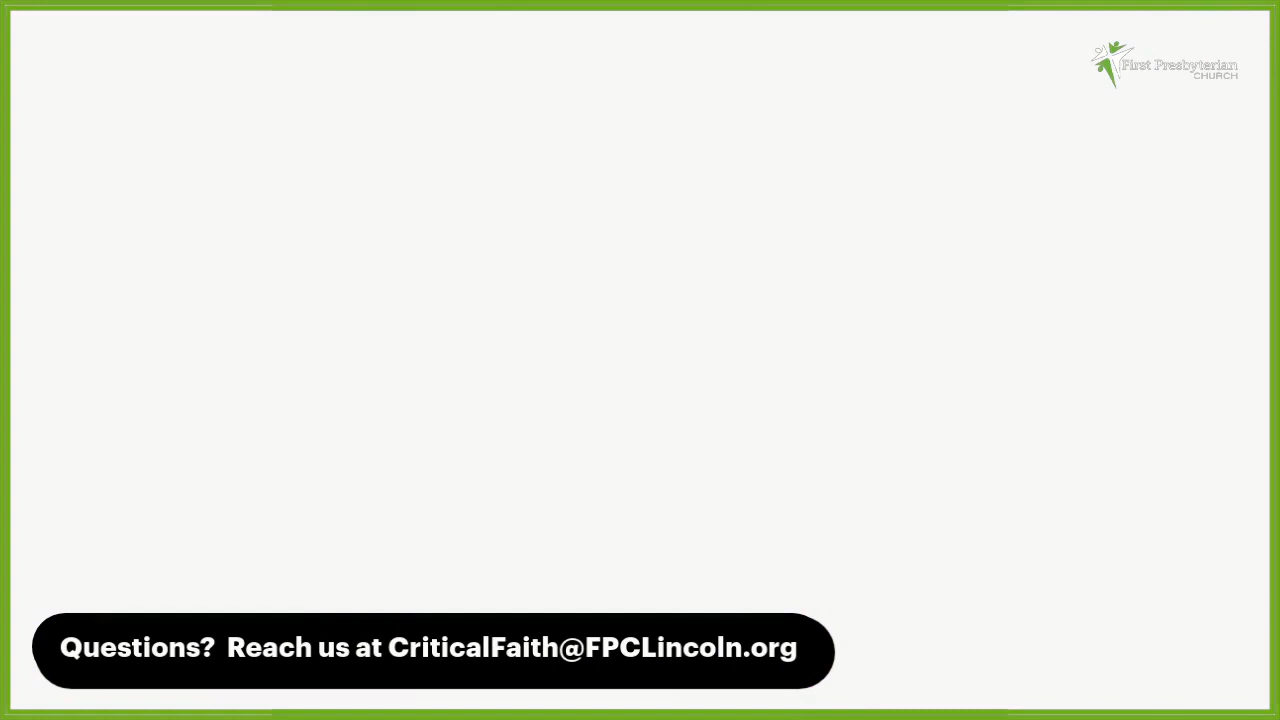 First Presbyterian
CHURCH
Questions? Reach us at CriticalFaith@FPCLincoln.org